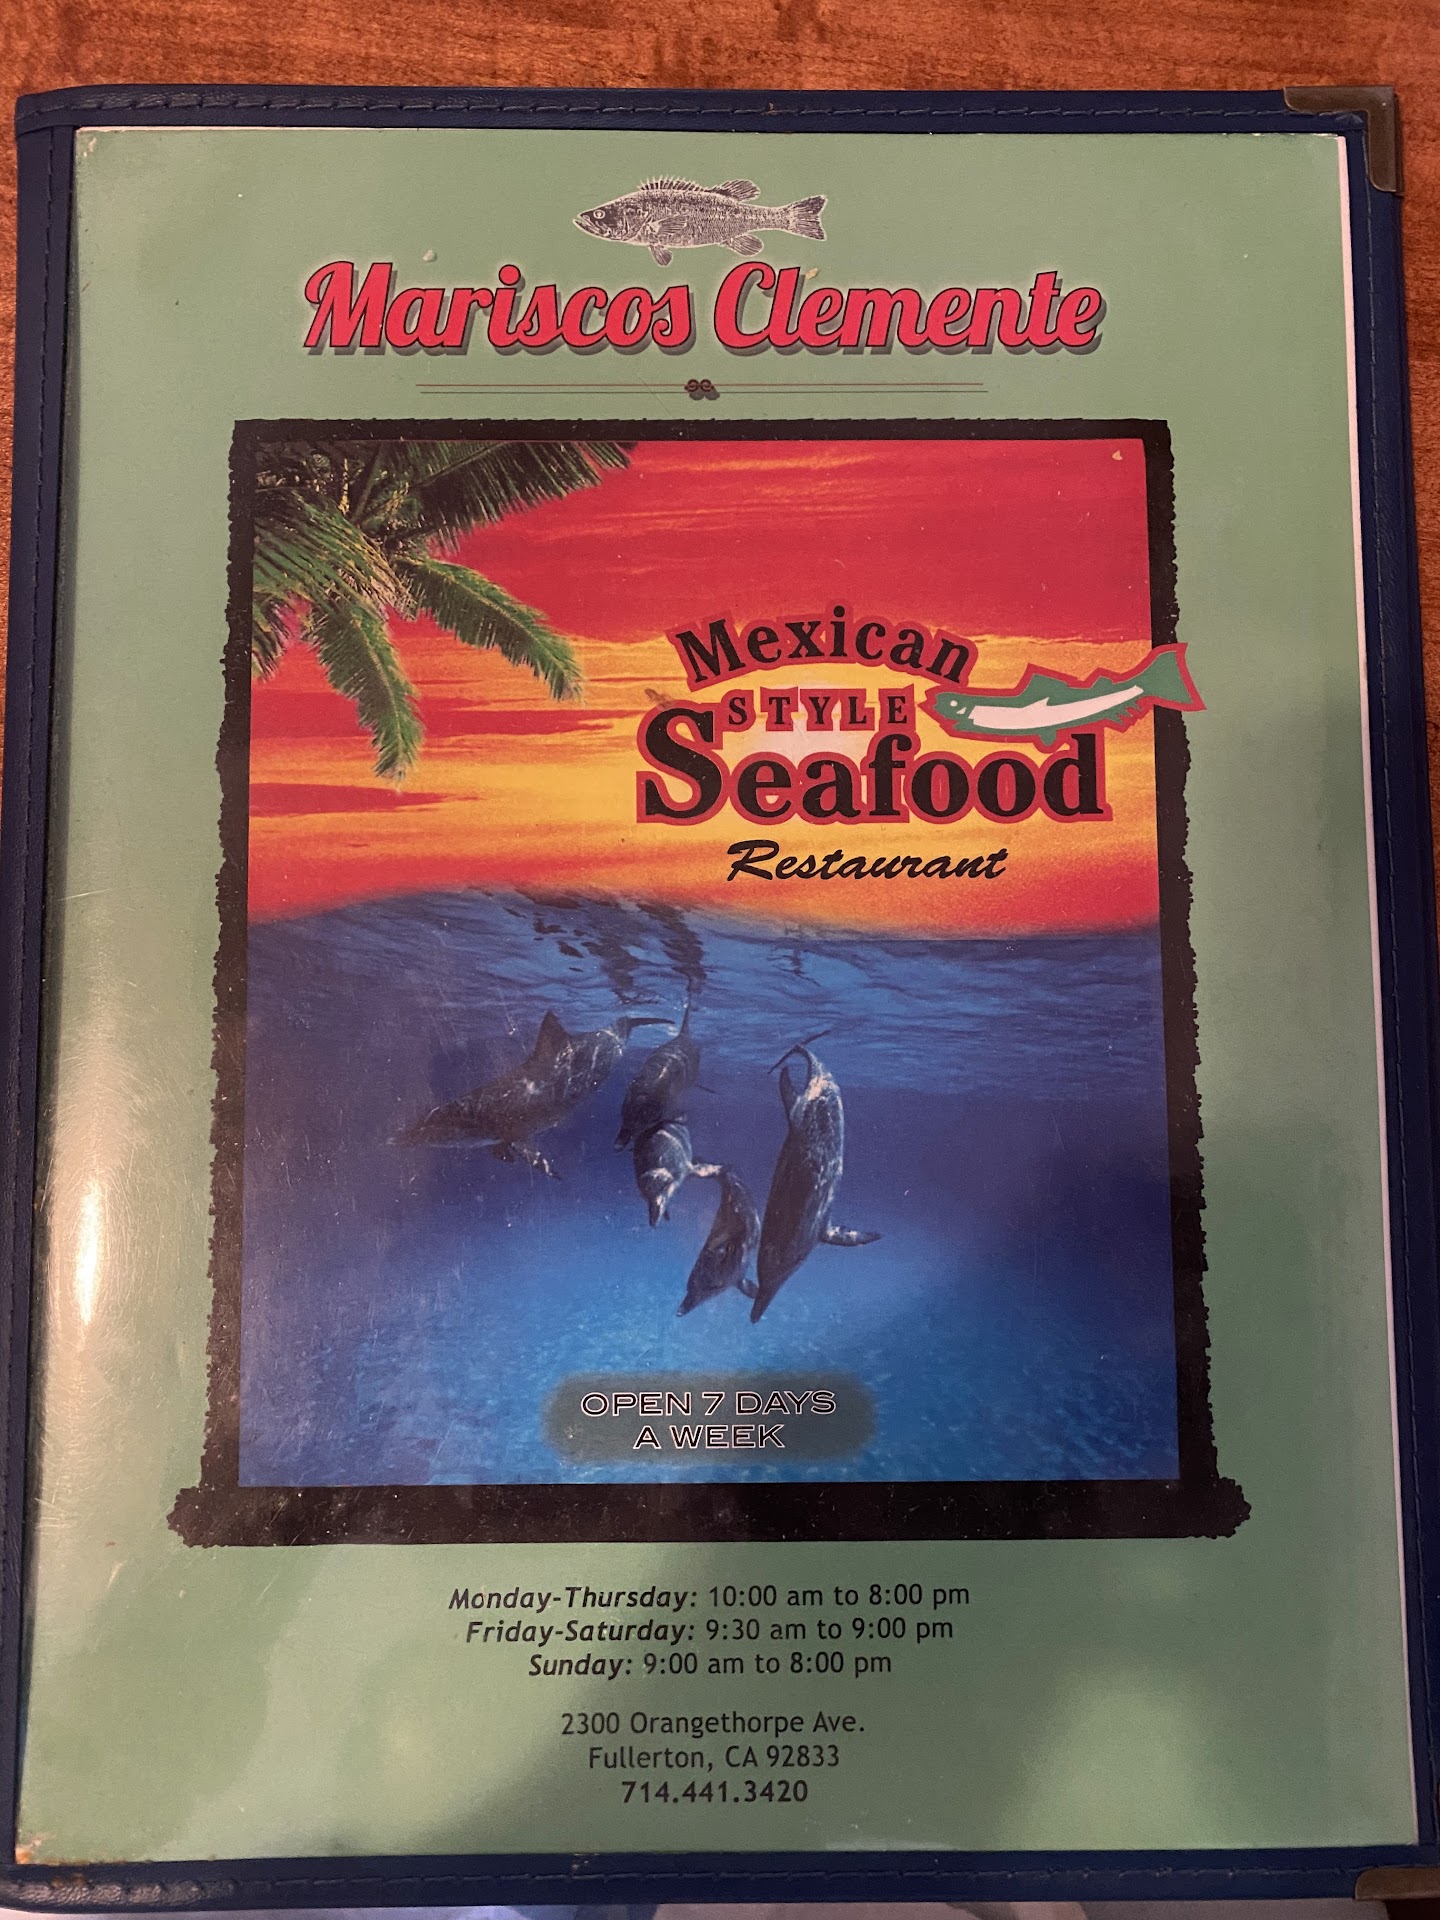 Mariscos Clemente
Mexican
STYLE
Seafood
Restaurant
OPEN 7 DAYS
A WEEK
Monday-Thursday: 10:00 am to 8:00 pm
Friday-Saturday: 9:30 am to 9:00 pm
Sunday: 9:00 am to 8:00 pm
2300 Orangethorpe Ave.
Fullerton, CA 92833
714.441.3420